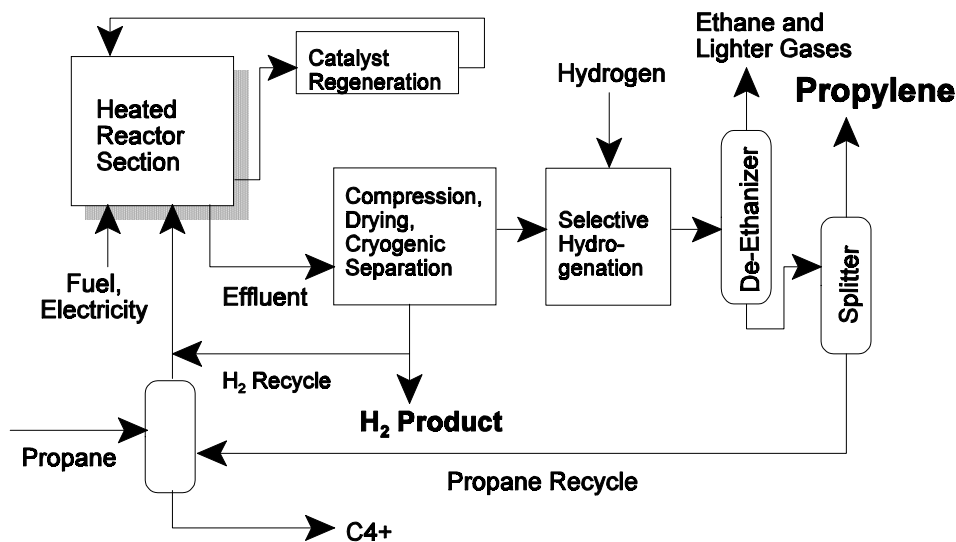 Ethane and
Lighter Gases
Catalyst
Regeneration
Hydrogen
Propylene
Heated
Reactor
Section
Compression,
Drying,
Cryogenic
Separation
Selective
Hydro-
genation
De-Ethanizer
Splitter
Fuel,
Electricity
Effluent
H₂ Recycle
H₂ Product
Propane
Propane Recycle
C4+